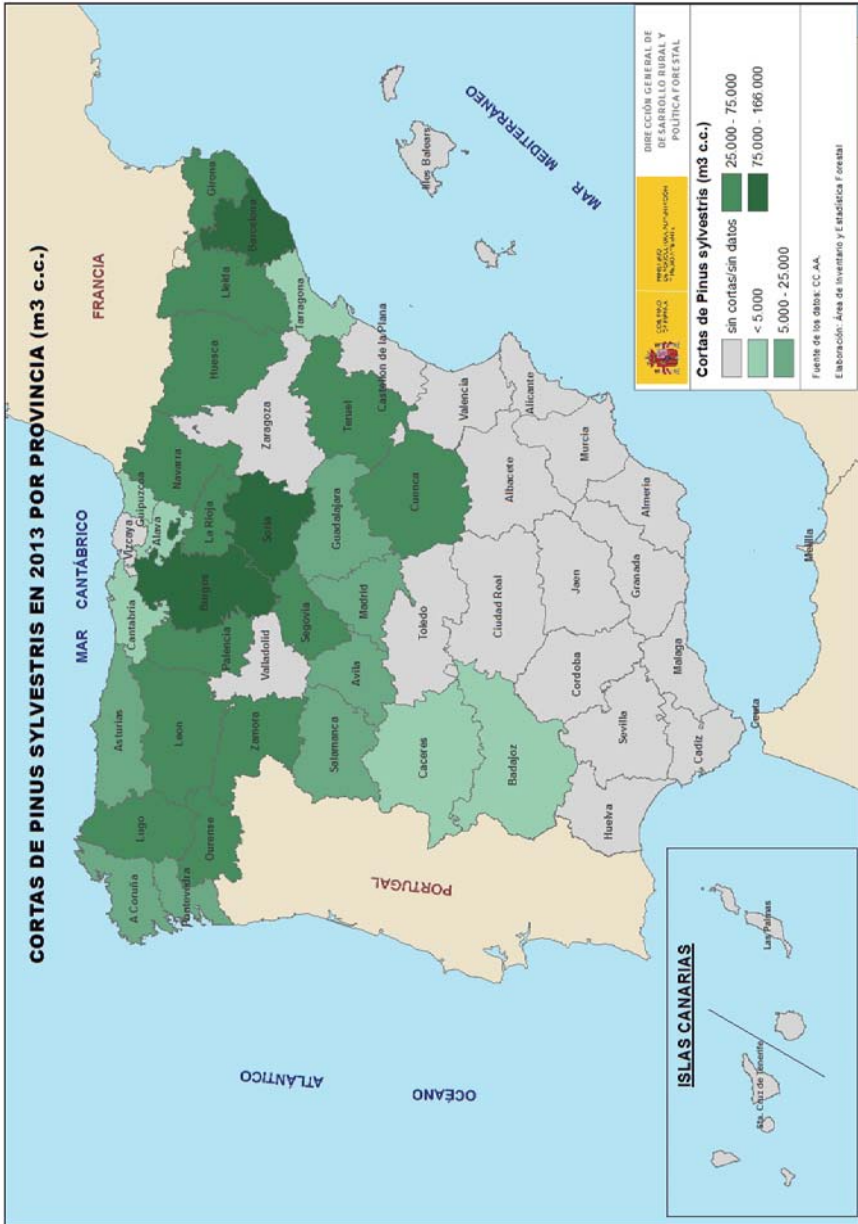 CORTAS DE PINUS SYLVESTRIS EN 2013 POR PROVINCIA (m3 c.c.)
MAR CANTÁBRICO
FRANCIA
OCÉANO
ATLÁNTICO
PORTUGAL
MAR MEDITERRÁNEO
A Coruña
Lugo
Asturias
Cantabria
Vizcaya
Guipuzcoa
Alava
Navarra
Huesca
Lleida
Girona
Barcelona
Tarragona
Pontevedra
Ourense
Leon
Palencia
Burgos
La Rioja
Soria
Zaragoza
Zamora
Valladolid
Segovia
Guadalajara
Teruel
Castellon de la Plana
Salamanca
Avila
Madrid
Cuenca
Caceres
Toledo
Valencia
Illes Balears
Badajoz
Ciudad Real
Albacete
Alicante
Huelva
Sevilla
Cordoba
Jaen
Murcia
Cadiz
Malaga
Granada
Almeria
Ceuta
Melilla
ISLAS CANARIAS
Sta. Cruz de Tenerife
Las Palmas
DIRECCIÓN GENERAL DE
DESARROLLO RURAL Y
POLÍTICA FORESTAL
Cortas de Pinus sylvestris (m3 c.c.)
sin cortas/sin datos
< 5.000
5.000 - 25.000
25.000 - 75.000
75.000 - 166.000
Fuente de los datos: CC.AA.
Elaboración: Área de Inventario y Estadística Forestal